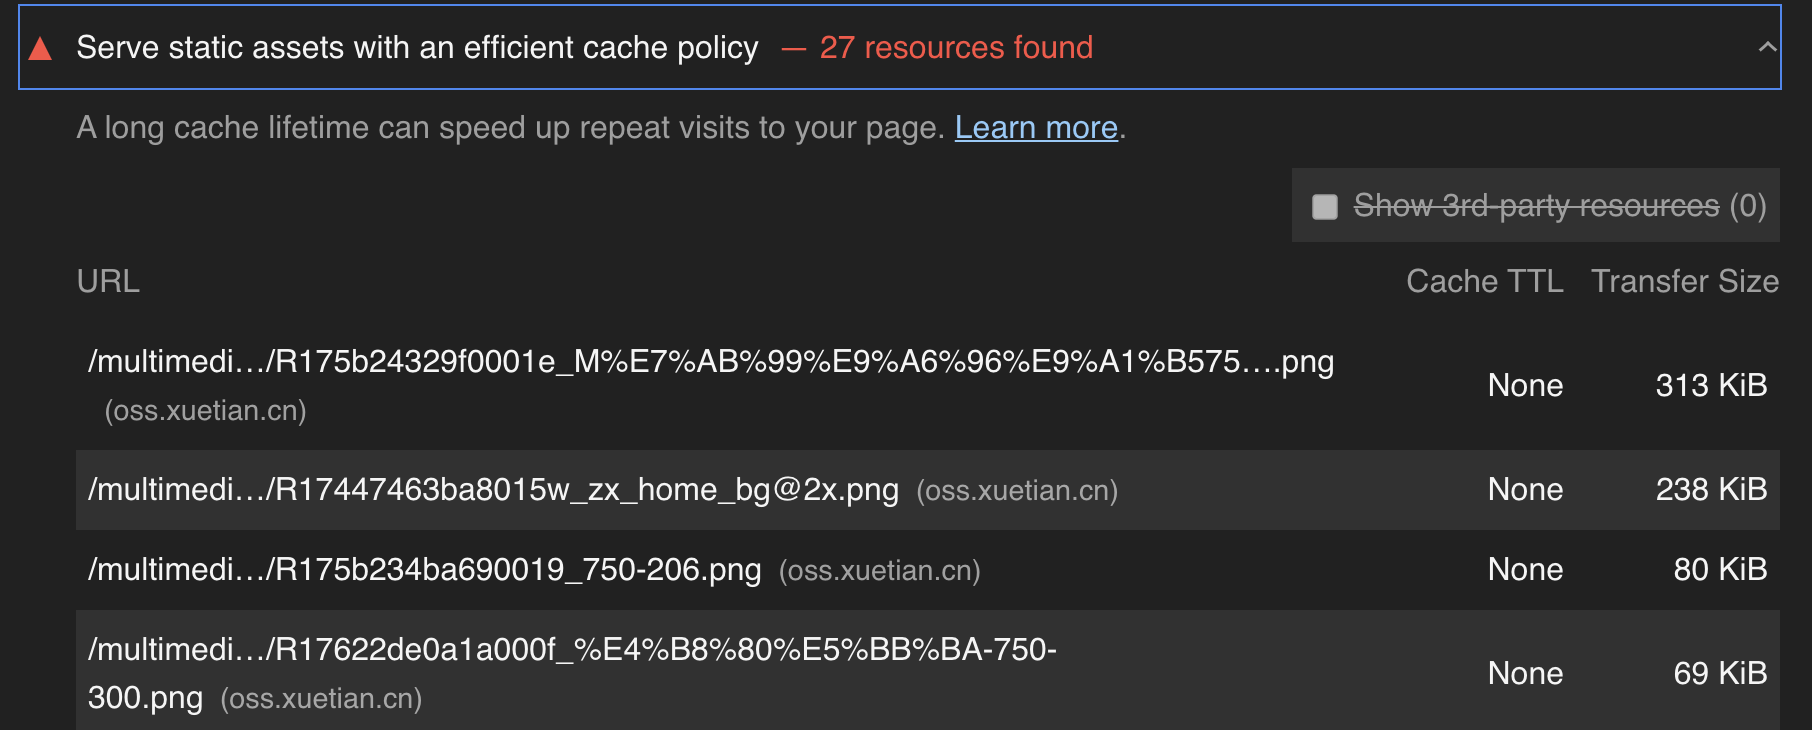 Serve static assets with an efficient cache policy — 27 resources found
A long cache lifetime can speed up repeat visits to your page. Learn more.
Show 3rd-party resources (0)
URL Cache TTL Transfer Size
/multimedi…/R175b24329f0001e_M%E7%AB%99%E9%A6%96%E9%A1%B575….png
(oss.xuetian.cn)
None 313 KiB
/multimedi…/R17447463ba8015w_zx_home_bg@2x.png (oss.xuetian.cn) None 238 KiB
/multimedi…/R175b234ba690019_750-206.png (oss.xuetian.cn) None 80 KiB
/multimedi…/R17622de0a1a000f_%E4%B8%80%E5%BB%BA-750-
300.png (oss.xuetian.cn)
None 69 KiB